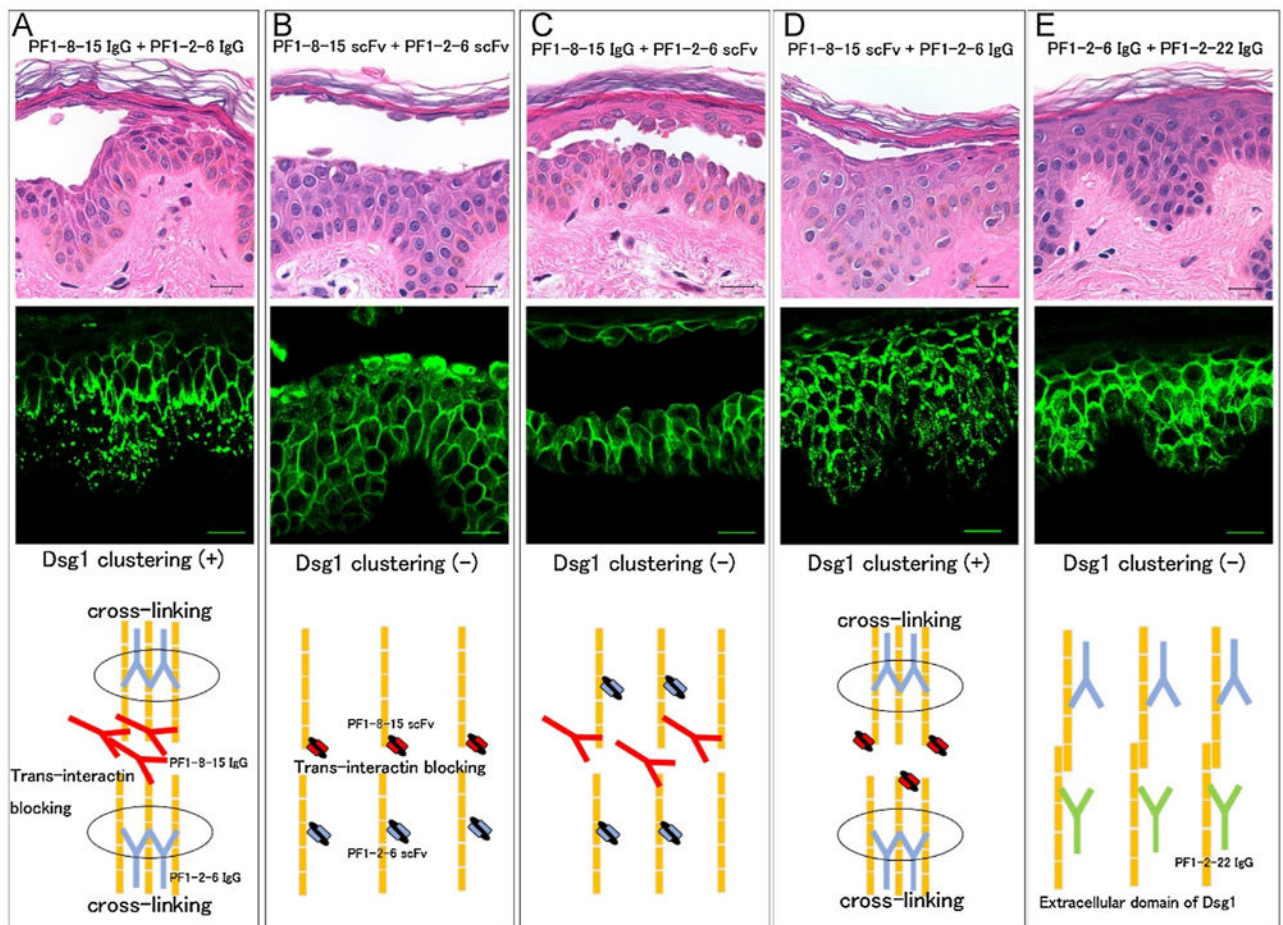 A
PF1-8-15 IgG + PF1-2-6 IgG
B
PF1-8-15 scFv + PF1-2-6 scFv
C
PF1-8-15 IgG + PF1-2-6 scFv
D
PF1-8-15 scFv + PF1-2-6 IgG
E
PF1-2-6 IgG + PF1-2-22 IgG
Dsg1 clustering (+)
Dsg1 clustering (-)
Dsg1 clustering (-)
Dsg1 clustering (+)
Dsg1 clustering (-)
cross-linking
PF1-8-15 IgG
Trans-interactin
blocking
PF1-2-6 IgG
cross-linking
PF1-8-15 scFv
Trans-interactin blocking
PF1-2-6 scFv
cross-linking
cross-linking
PF1-2-22 IgG
Extracellular domain of Dsg1